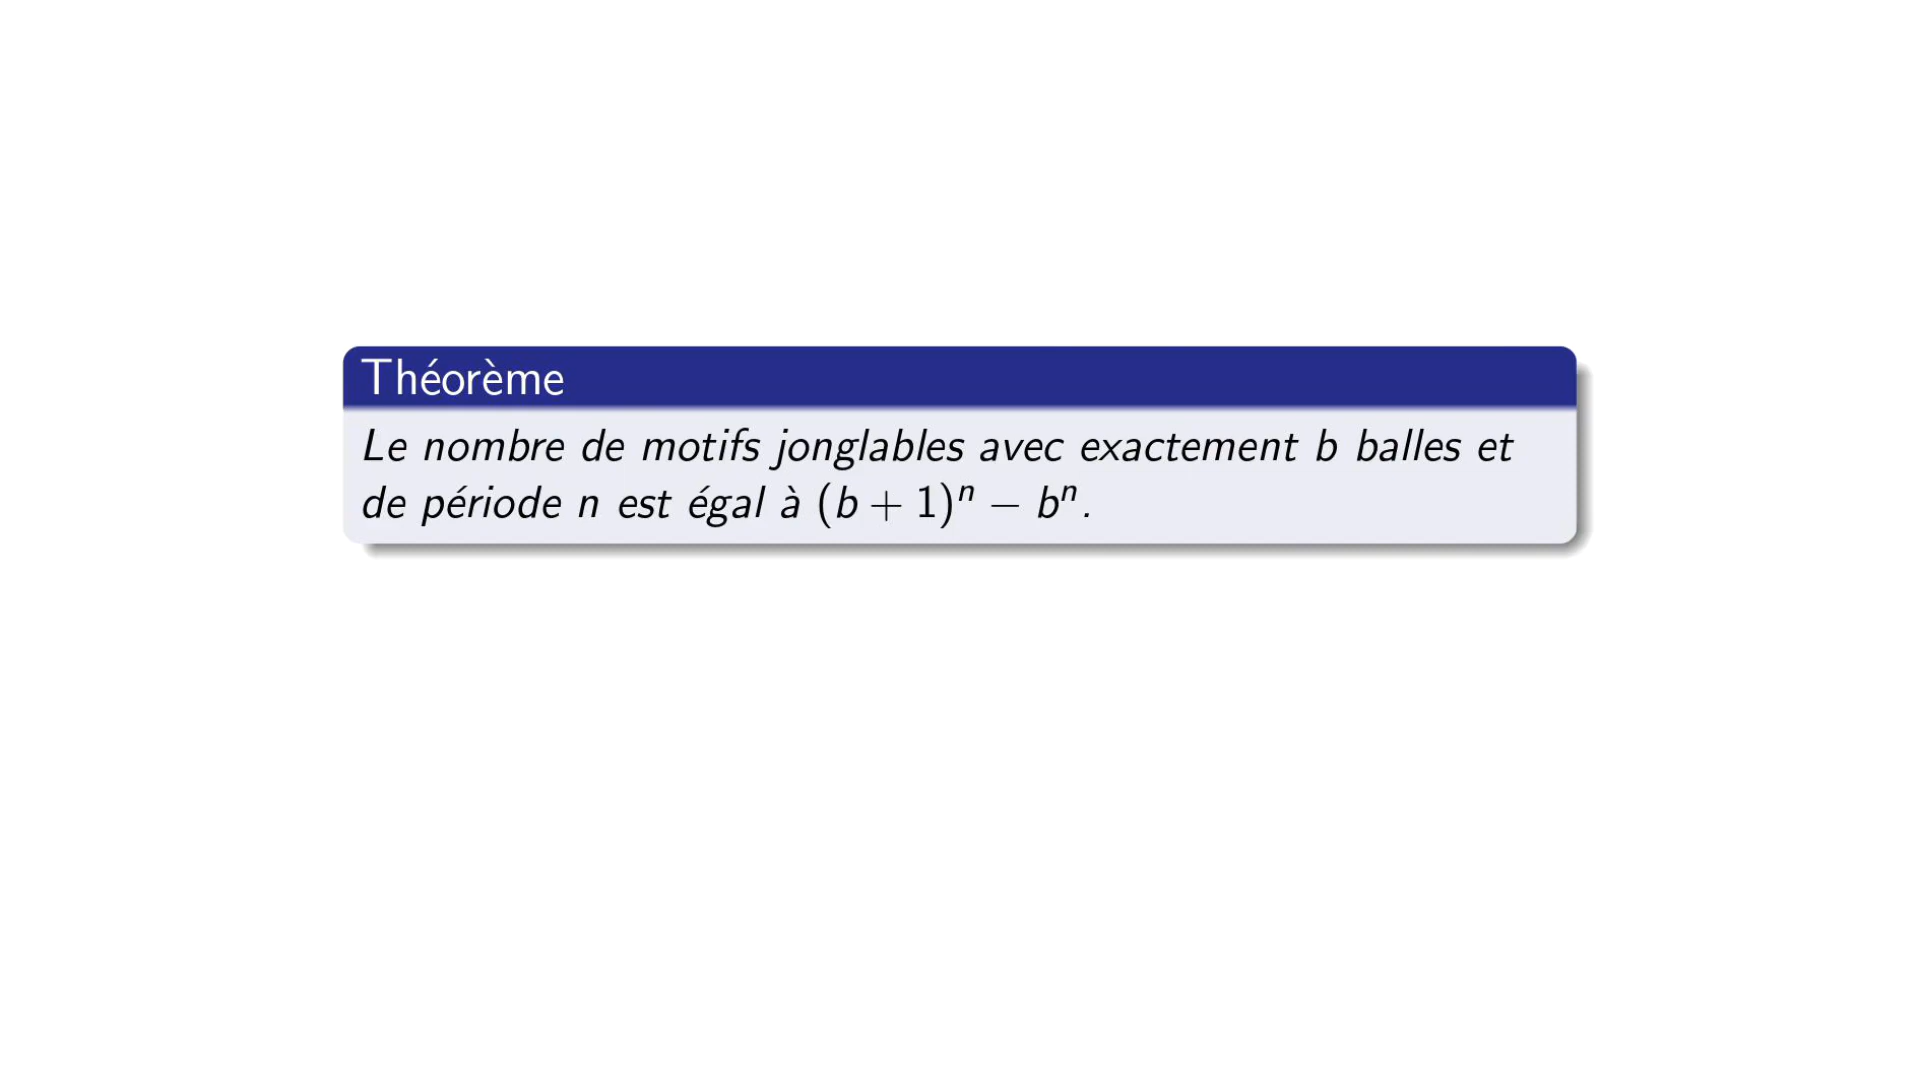 Théorème
Le nombre de motifs jonglables avec exactement b balles et
de période n est égal à (b + 1)ⁿ − bⁿ.